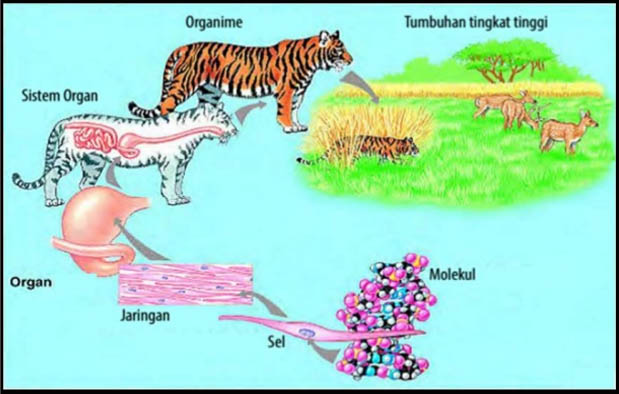 Organime
Tumbuhan tingkat tinggi
Sistem Organ
Organ
Jaringan
Sel
Molekul